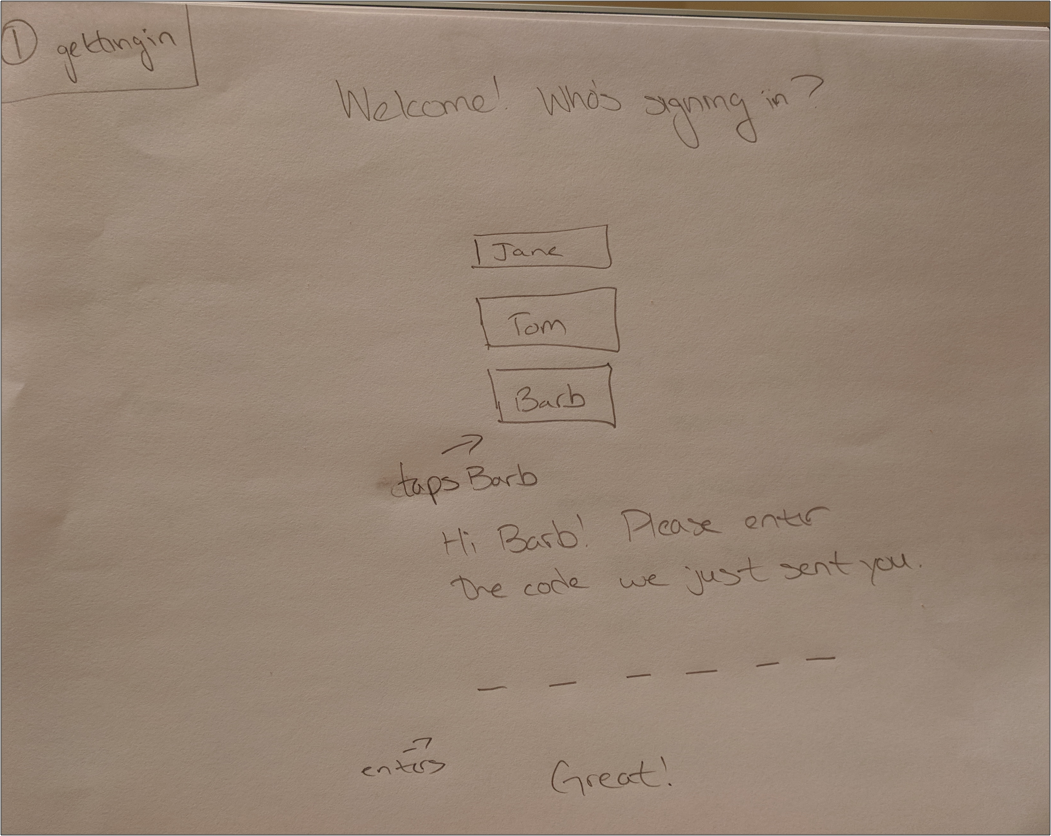 1 getting in
Welcome! Who's signing in?
Jane
Tom
Barb
→
taps Barb
Hi Barb! Please enter
the code we just sent you.
_ _ _ _ _ _
→
enters
Great!